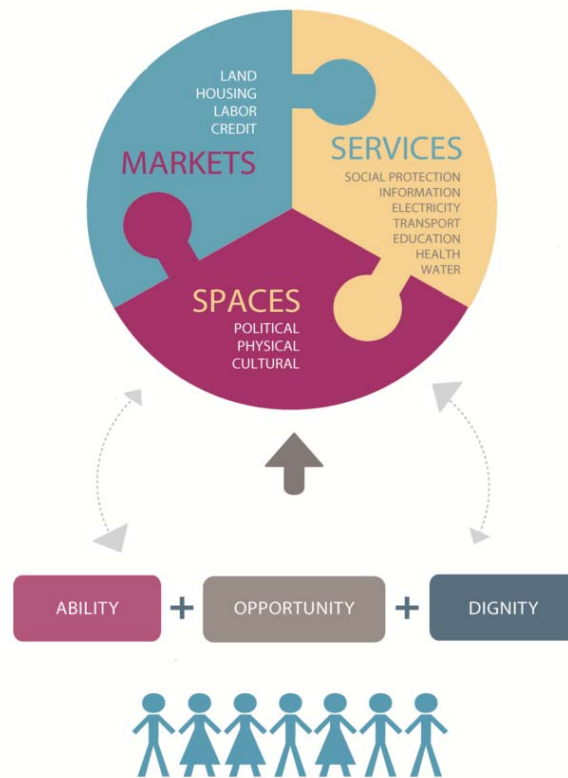 LAND
HOUSING
LABOR
CREDIT
MARKETS
SERVICES
SOCIAL PROTECTION
INFORMATION
ELECTRICITY
TRANSPORT
EDUCATION
HEALTH
WATER
SPACES
POLITICAL
PHYSICAL
CULTURAL
ABILITY + OPPORTUNITY + DIGNITY